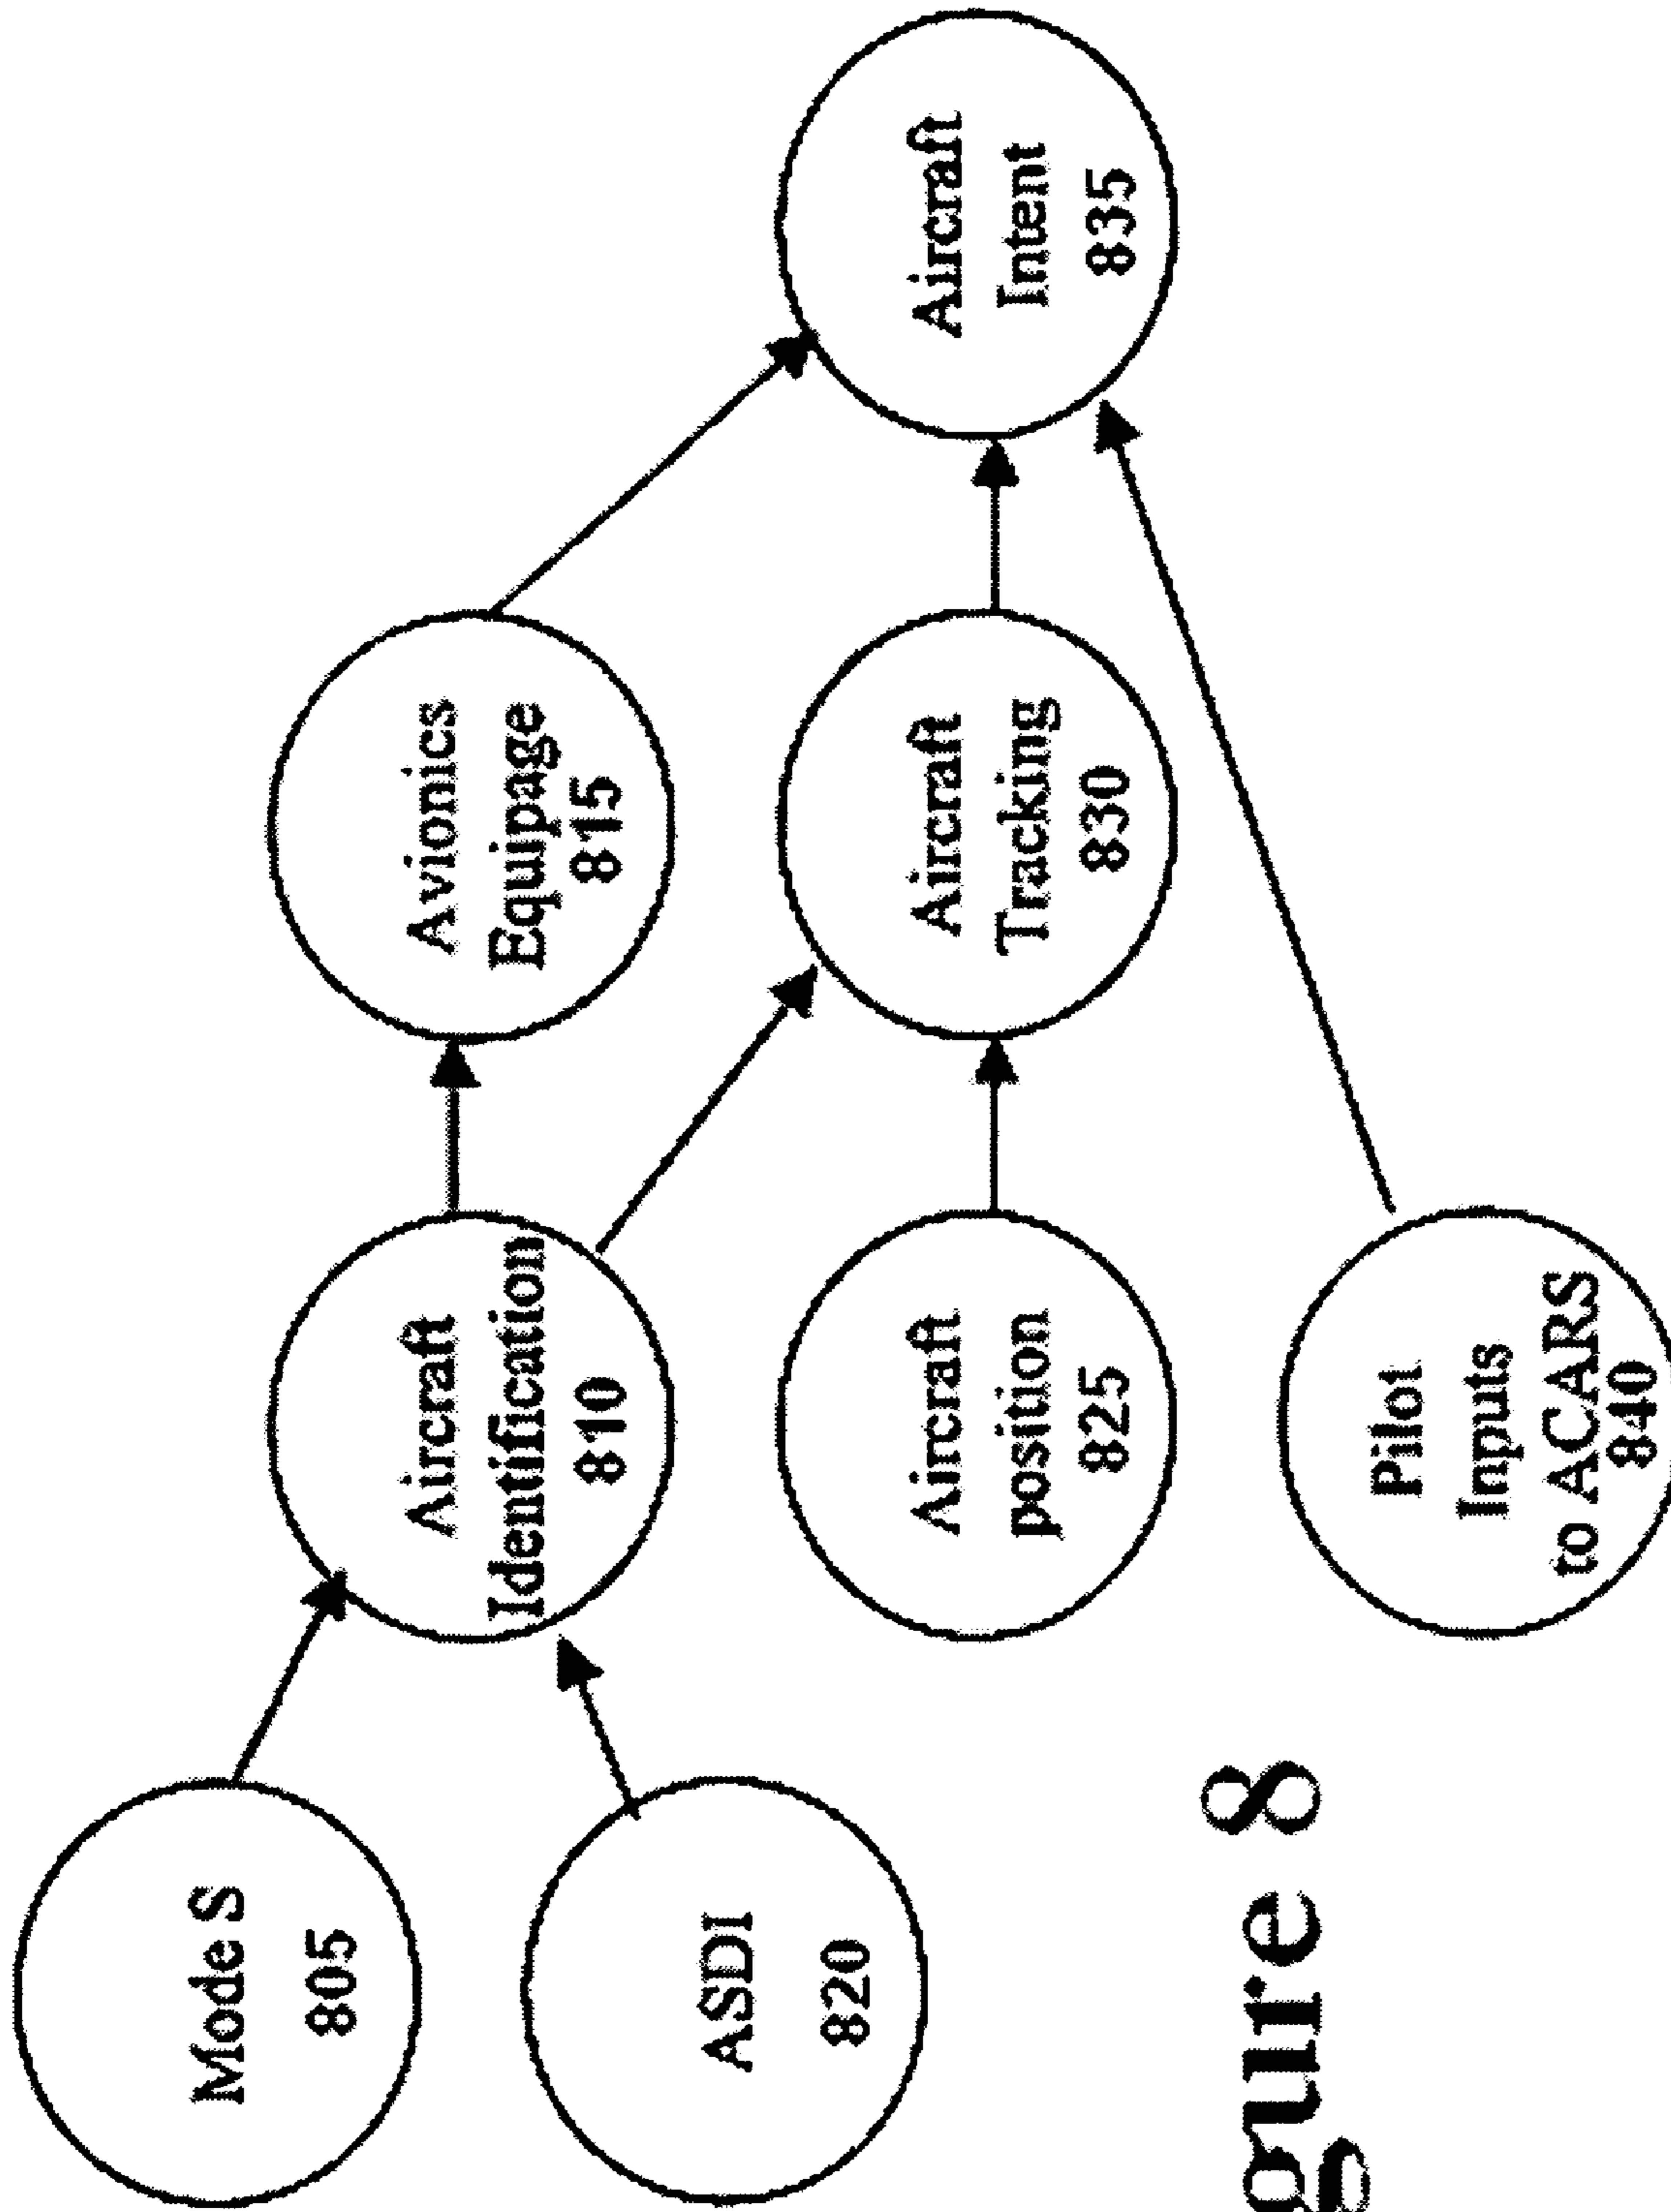 Mode S
805
Aircraft
Identification
810
Avionics
Equipage
815
ASDI
820
Aircraft
position
825
Aircraft
Tracking
830
Aircraft
Intent
835
gure 8
Pilot
Inputs
to ACARS
840